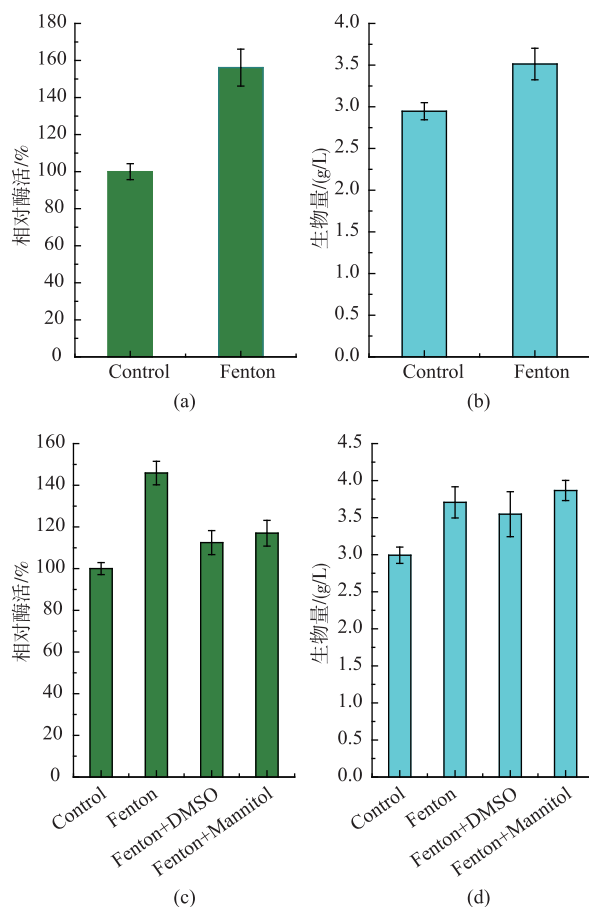 相对酶活/%
180
160
140
120
100
80
60
40
20
0
Control
Fenton
(a)
生物量/(g/L)
4.0
3.5
3.0
2.5
2.0
1.5
1.0
0.5
0.0
Control
Fenton
(b)
相对酶活/%
160
140
120
100
80
60
40
20
0
Control
Fenton
Fenton+DMSO
Fenton+Mannitol
(c)
生物量/(g/L)
4.5
4.0
3.5
3.0
2.5
2.0
1.5
1.0
0.5
0.0
Control
Fenton
Fenton+DMSO
Fenton+Mannitol
(d)